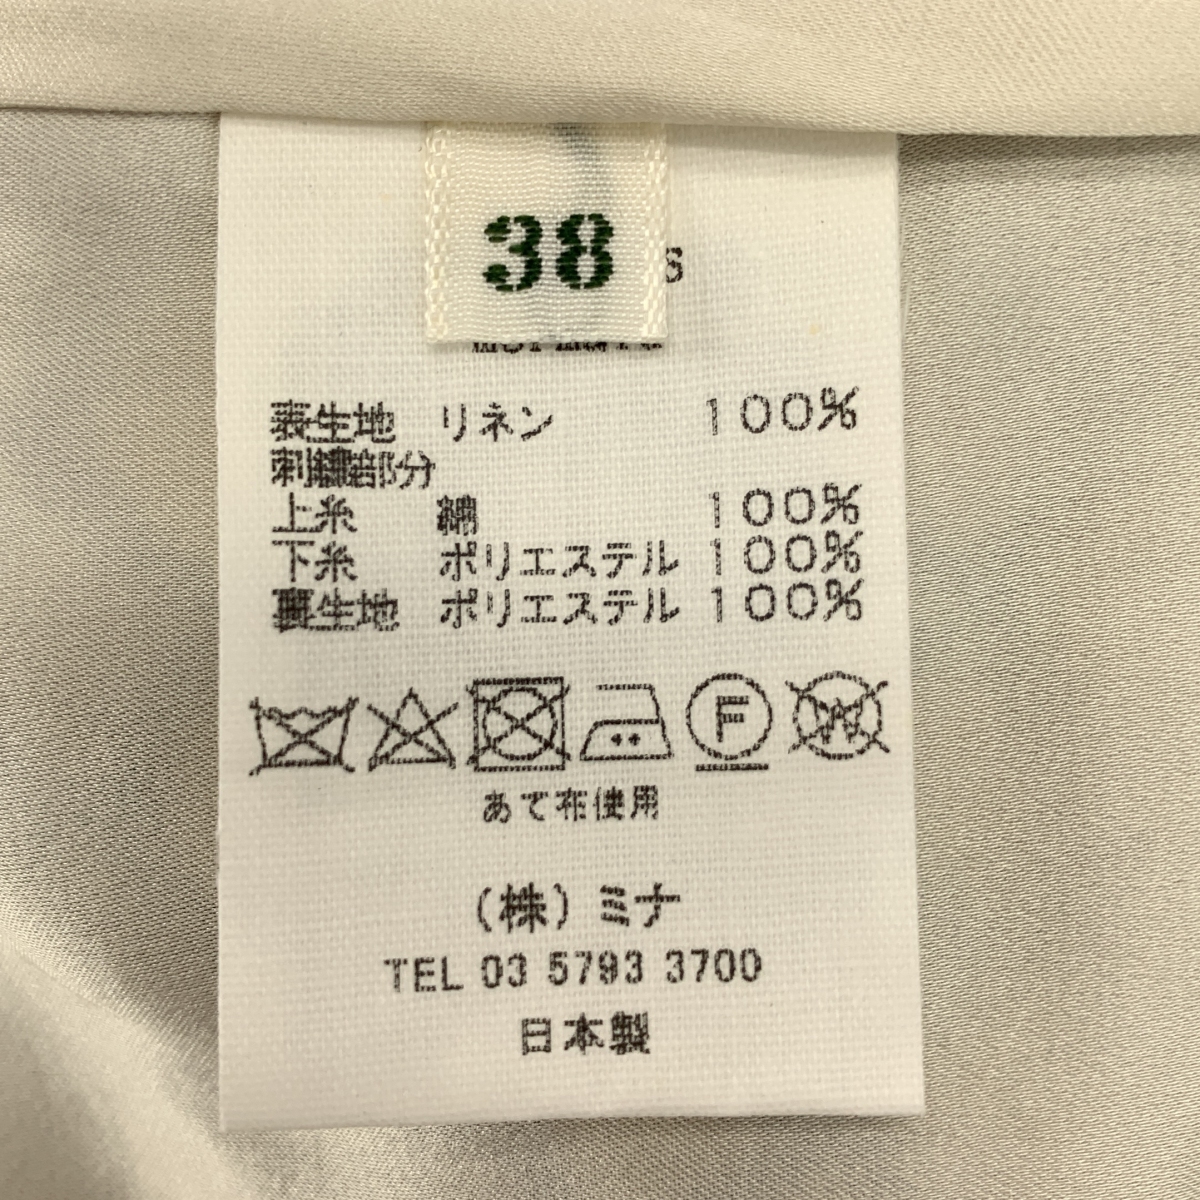 38
S
表生地 リネン 100%
刺繍部分
上糸 綿 100%
下糸 ポリエステル 100%
裏生地 ポリエステル 100%
F W
あて布使用
(株)ミナ
TEL 03 5793 3700
日本製